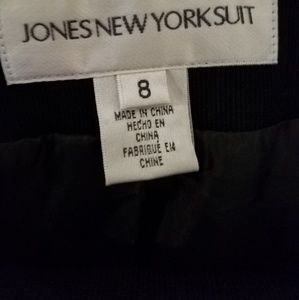 JONES NEW YORK SUIT
8
MADE IN CHINA
HECHO EN
CHINA
FABRIQUÉ EN
CHINE